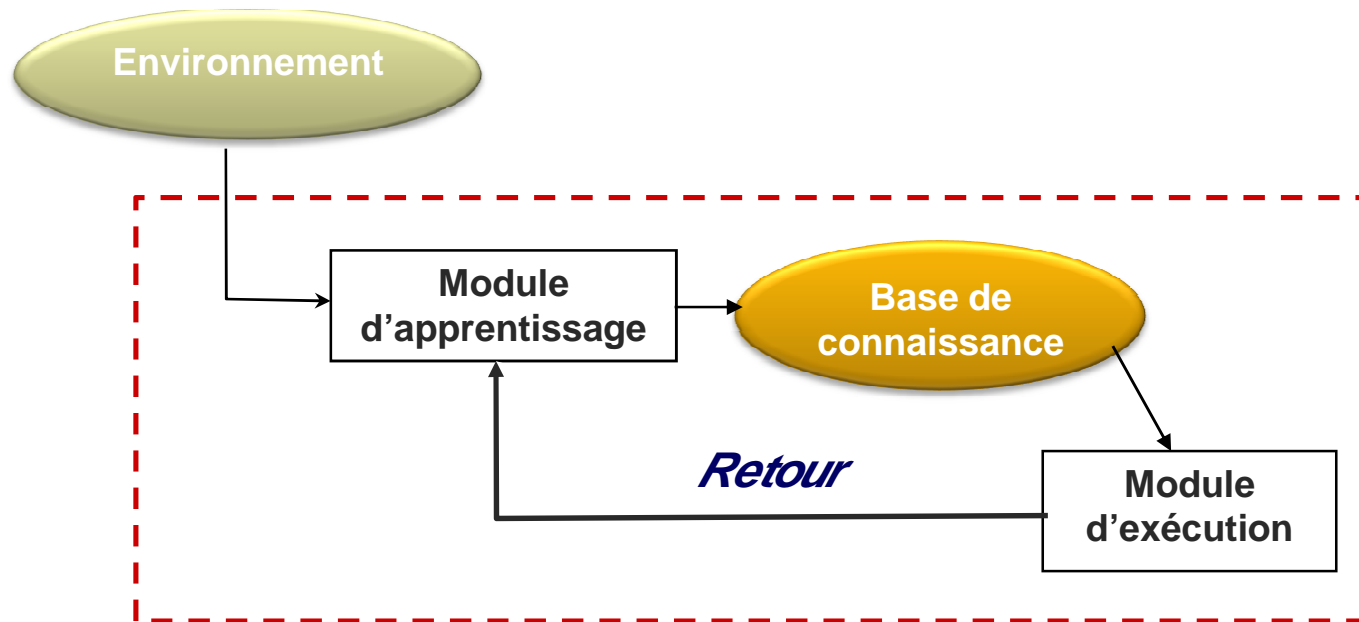 Environnement
Module
d’apprentissage
Base de
connaissance
Retour
Module
d’exécution